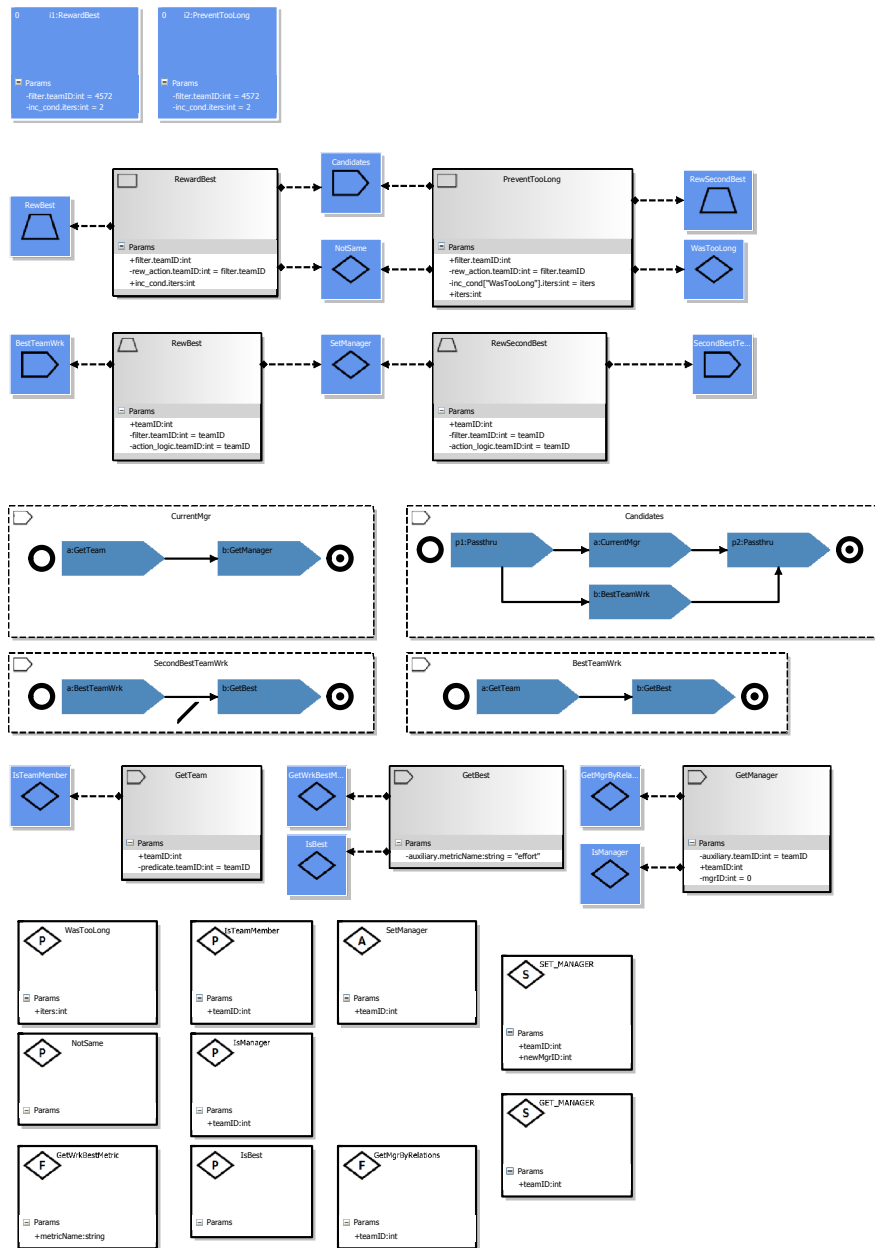 0 i1:RewardBest
Params
-filter.teamID:int = 4572
-inc_cond.iters:int = 2
0 i2:PreventTooLong
Params
-filter.teamID:int = 4572
-inc_cond.iters:int = 2
RewBest
RewardBest
Params
+filter.teamID:int
-rew_action.teamID:int = filter.teamID
+inc_cond.iters:int
Candidates
NotSame
PreventTooLong
Params
+filter.teamID:int
-rew_action.teamID:int = filter.teamID
-inc_cond["WasTooLong"].iters:int = iters
+iters:int
RewSecondBest
WasTooLong
BestTeamWrk
RewBest
Params
+teamID:int
-filter.teamID:int = teamID
-action_logic.teamID:int = teamID
SetManager
RewSecondBest
Params
+teamID:int
-filter.teamID:int = teamID
-action_logic.teamID:int = teamID
SecondBestTe...
CurrentMgr
a:GetTeam
b:GetManager
Candidates
p1:Passthru
a:CurrentMgr
p2:Passthru
b:BestTeamWrk
SecondBestTeamWrk
a:BestTeamWrk
b:GetBest
BestTeamWrk
a:GetTeam
b:GetBest
IsTeamMember
GetTeam
Params
+teamID:int
-predicate.teamID:int = teamID
GetWrkBestM...
IsBest
GetBest
Params
-auxiliary.metricName:string = "effort"
GetMgrByRela...
IsManager
GetManager
Params
-auxiliary.teamID:int = teamID
+teamID:int
-mgrID:int = 0
P
WasTooLong
Params
+iters:int
P
IsTeamMember
Params
+teamID:int
A
SetManager
Params
+teamID:int
S
SET_MANAGER
Params
+teamID:int
+newMgrID:int
P
NotSame
Params
P
IsManager
Params
+teamID:int
S
GET_MANAGER
Params
+teamID:int
F
GetWrkBestMetric
Params
+metricName:string
P
IsBest
Params
F
GetMgrByRelations
Params
+teamID:int